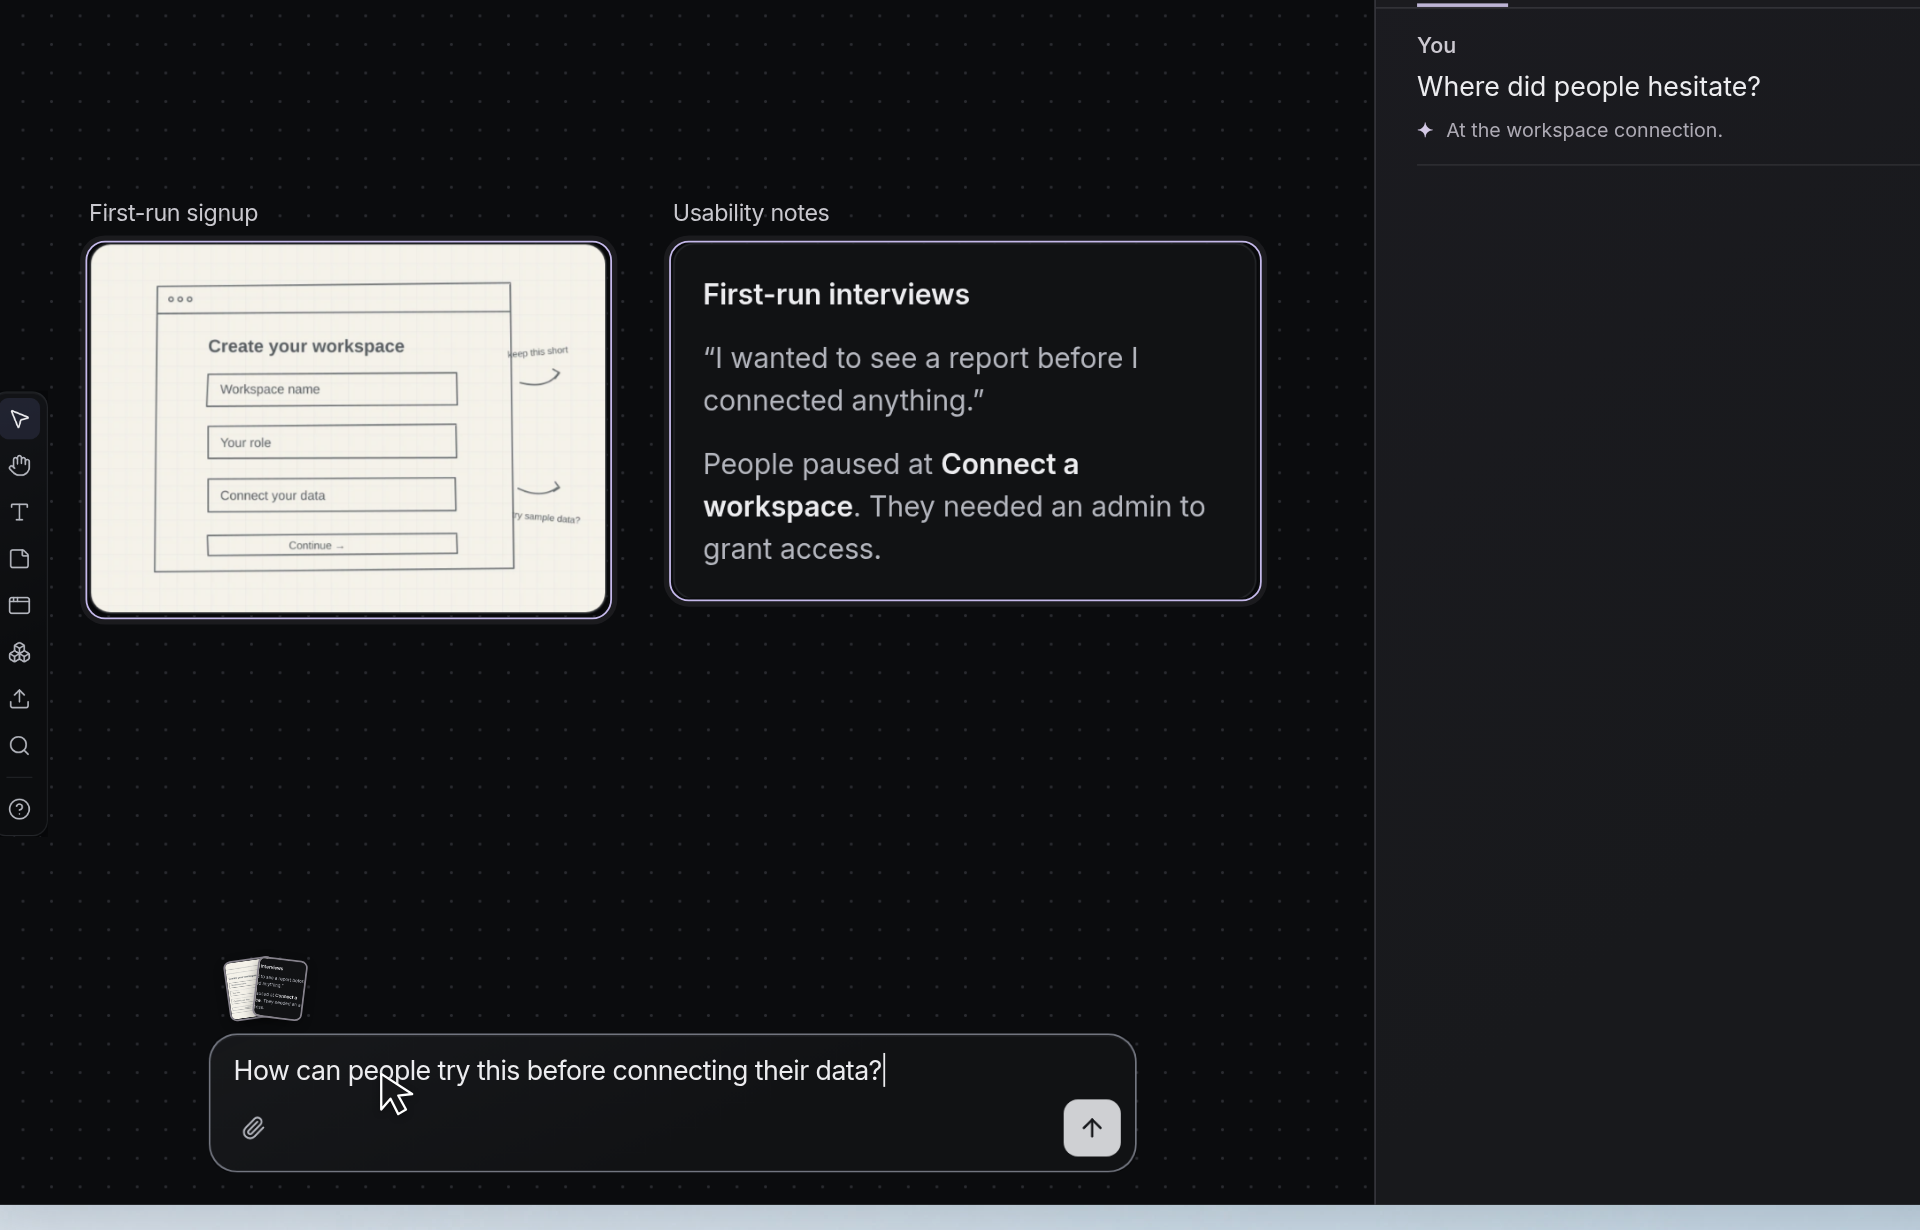 You
Where did people hesitate?
At the workspace connection.
First-run signup
Create your workspace
keep this short
Workspace name
Your role
Connect your data
try sample data?
Continue →
Usability notes
First-run interviews
“I wanted to see a report before I
connected anything.”
People paused at Connect a
workspace. They needed an admin to
grant access.
How can people try this before connecting their data?